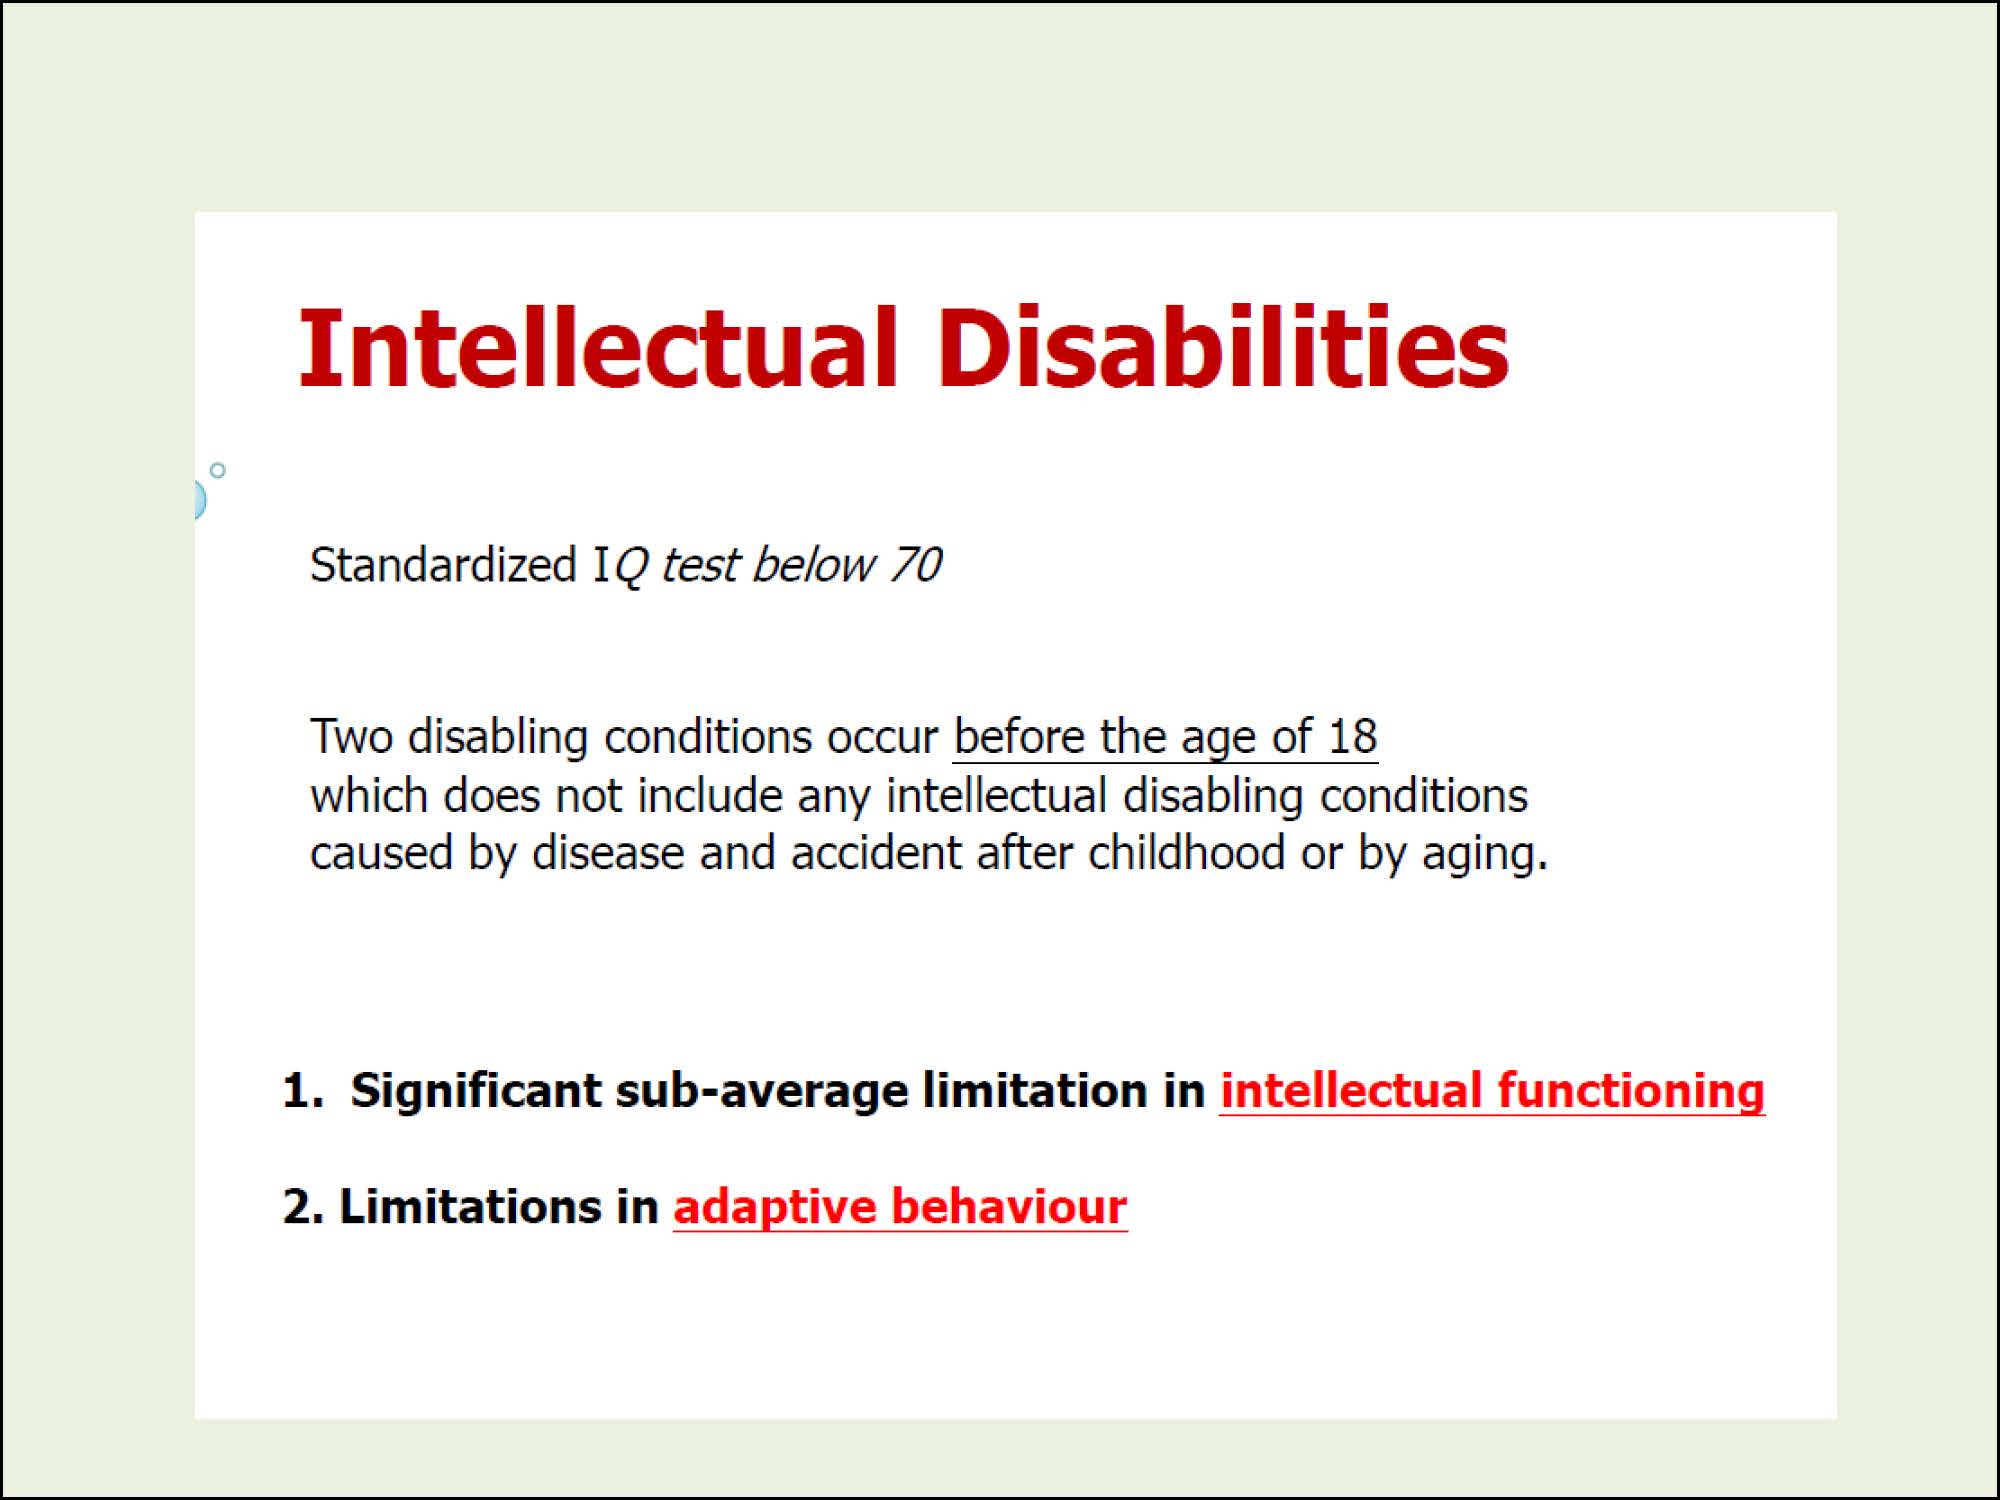 Intellectual Disabilities
Standardized IQ test below 70
Two disabling conditions occur before the age of 18
which does not include any intellectual disabling conditions
caused by disease and accident after childhood or by aging.
1. Significant sub-average limitation in intellectual functioning
2. Limitations in adaptive behaviour